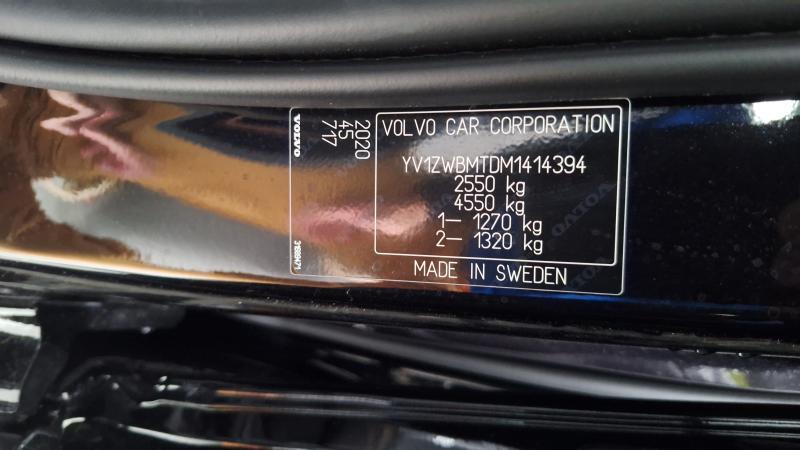 VOLVO CAR CORPORATION
YV1ZWBMTDM1414394
2550 kg
4550 kg
1– 1270 kg
2– 1320 kg
MADE IN SWEDEN
2020
45
717
VOLVO